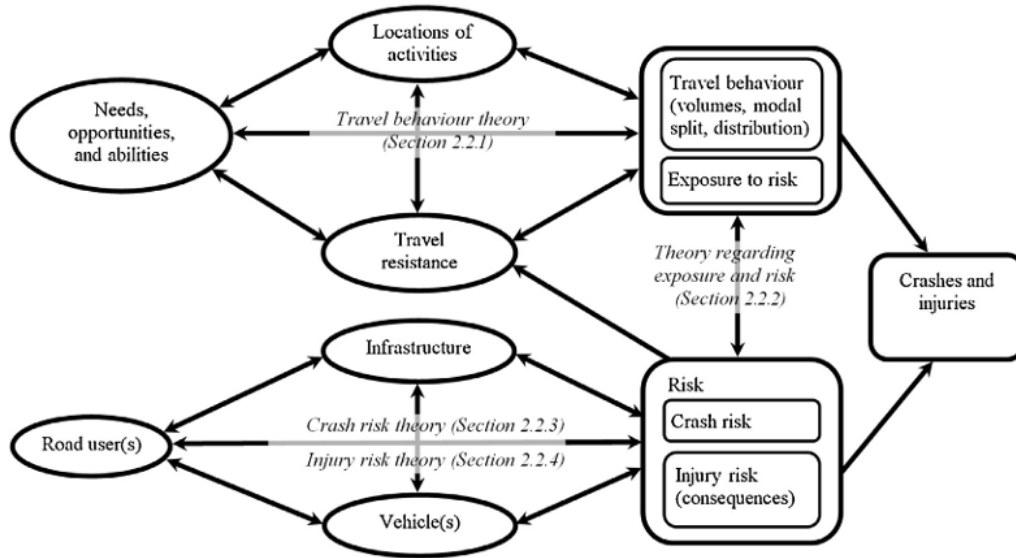 Locations of
activities
Needs,
opportunities,
and abilities
Travel behaviour theory
(Section 2.2.1)
Travel behaviour
(volumes, modal
split, distribution)
Exposure to risk
Travel
resistance
Theory regarding
exposure and risk
(Section 2.2.2)
Crashes and
injuries
Infrastructure
Road user(s)
Crash risk theory (Section 2.2.3)
Injury risk theory (Section 2.2.4)
Vehicle(s)
Risk
Crash risk
Injury risk
(consequences)